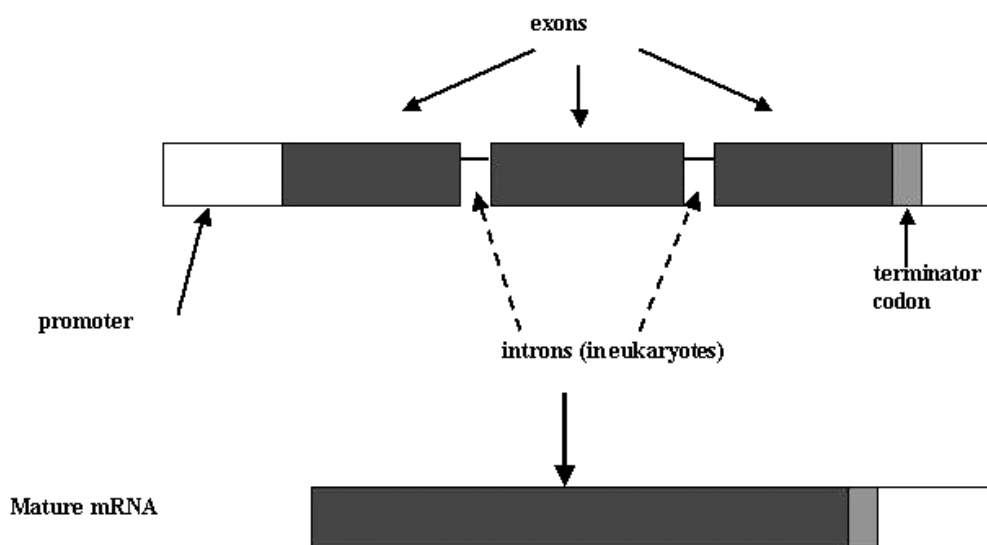 exons
terminator
codon
promoter
introns (in eukaryotes)
Mature mRNA